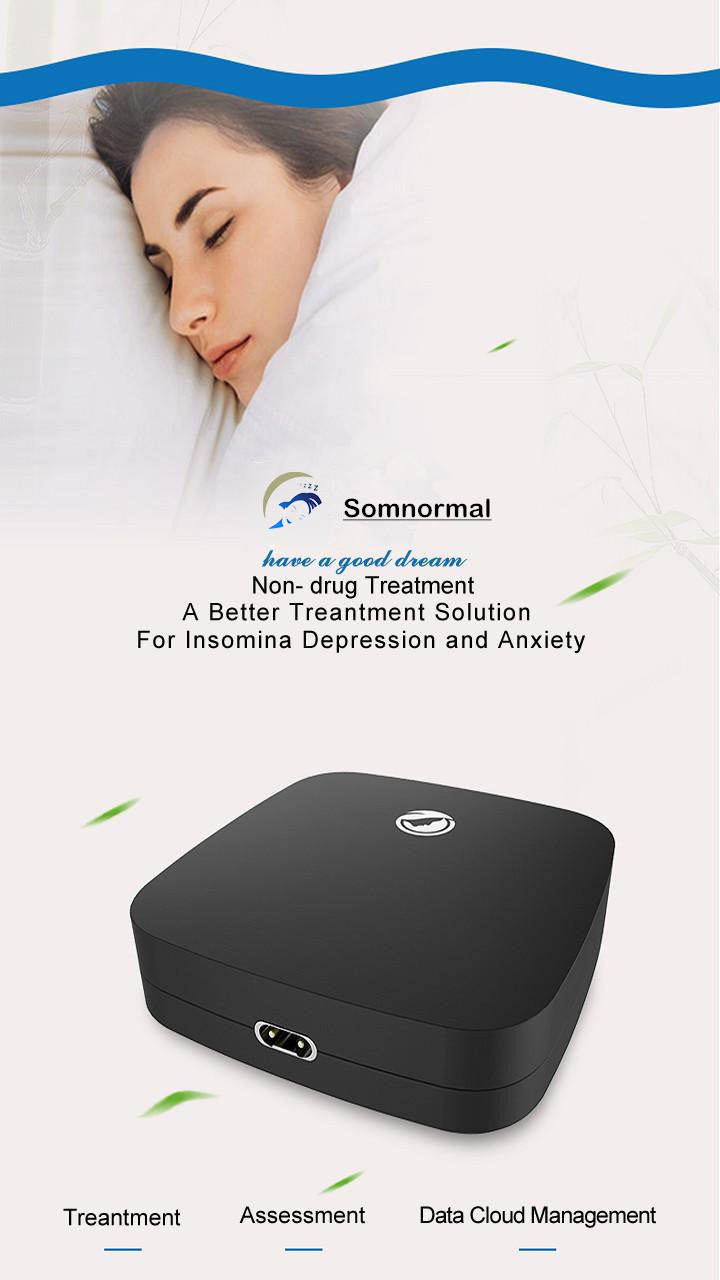 zzz
Somnormal
have a good dream
Non- drug Treatment
A Better Treantment Solution
For Insomina Depression and Anxiety
Treantment
Assessment
Data Cloud Management